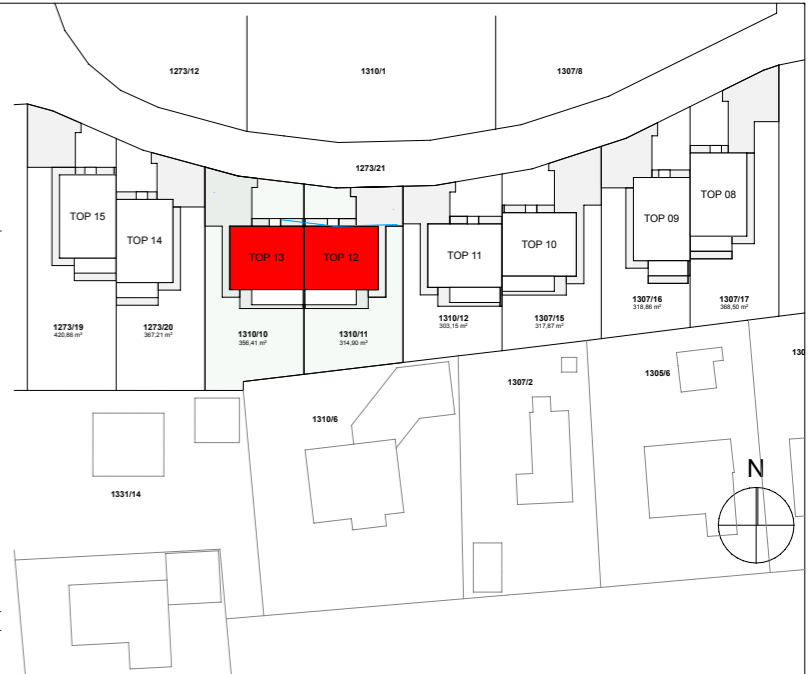 1273/12
1310/1
1307/8
1273/21
TOP 15
TOP 14
TOP 13
TOP 12
TOP 11
TOP 10
TOP 09
TOP 08
1273/19
420,86 m²
1273/20
367,21 m²
1310/10
356,41 m²
1310/11
314,90 m²
1310/12
303,15 m²
1307/15
317,87 m²
1307/16
318,86 m²
1307/17
368,50 m²
130
1310/6
1307/2
1305/6
1331/14
N